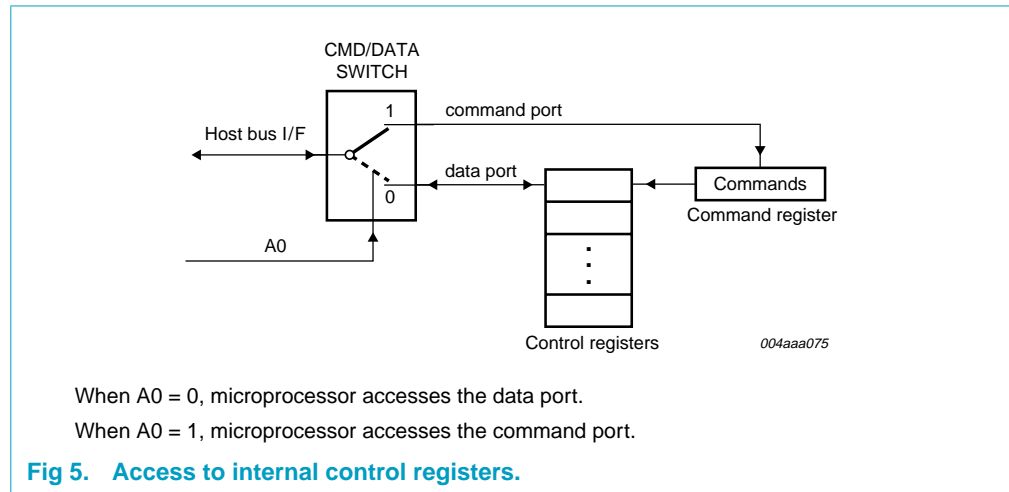 CMD/DATA
SWITCH
1
command port
Host bus I/F
data port
Commands
0
Command register
A0
.
.
.
Control registers
004aaa075
When A0 = 0, microprocessor accesses the data port.
When A0 = 1, microprocessor accesses the command port.
Fig 5. Access to internal control registers.